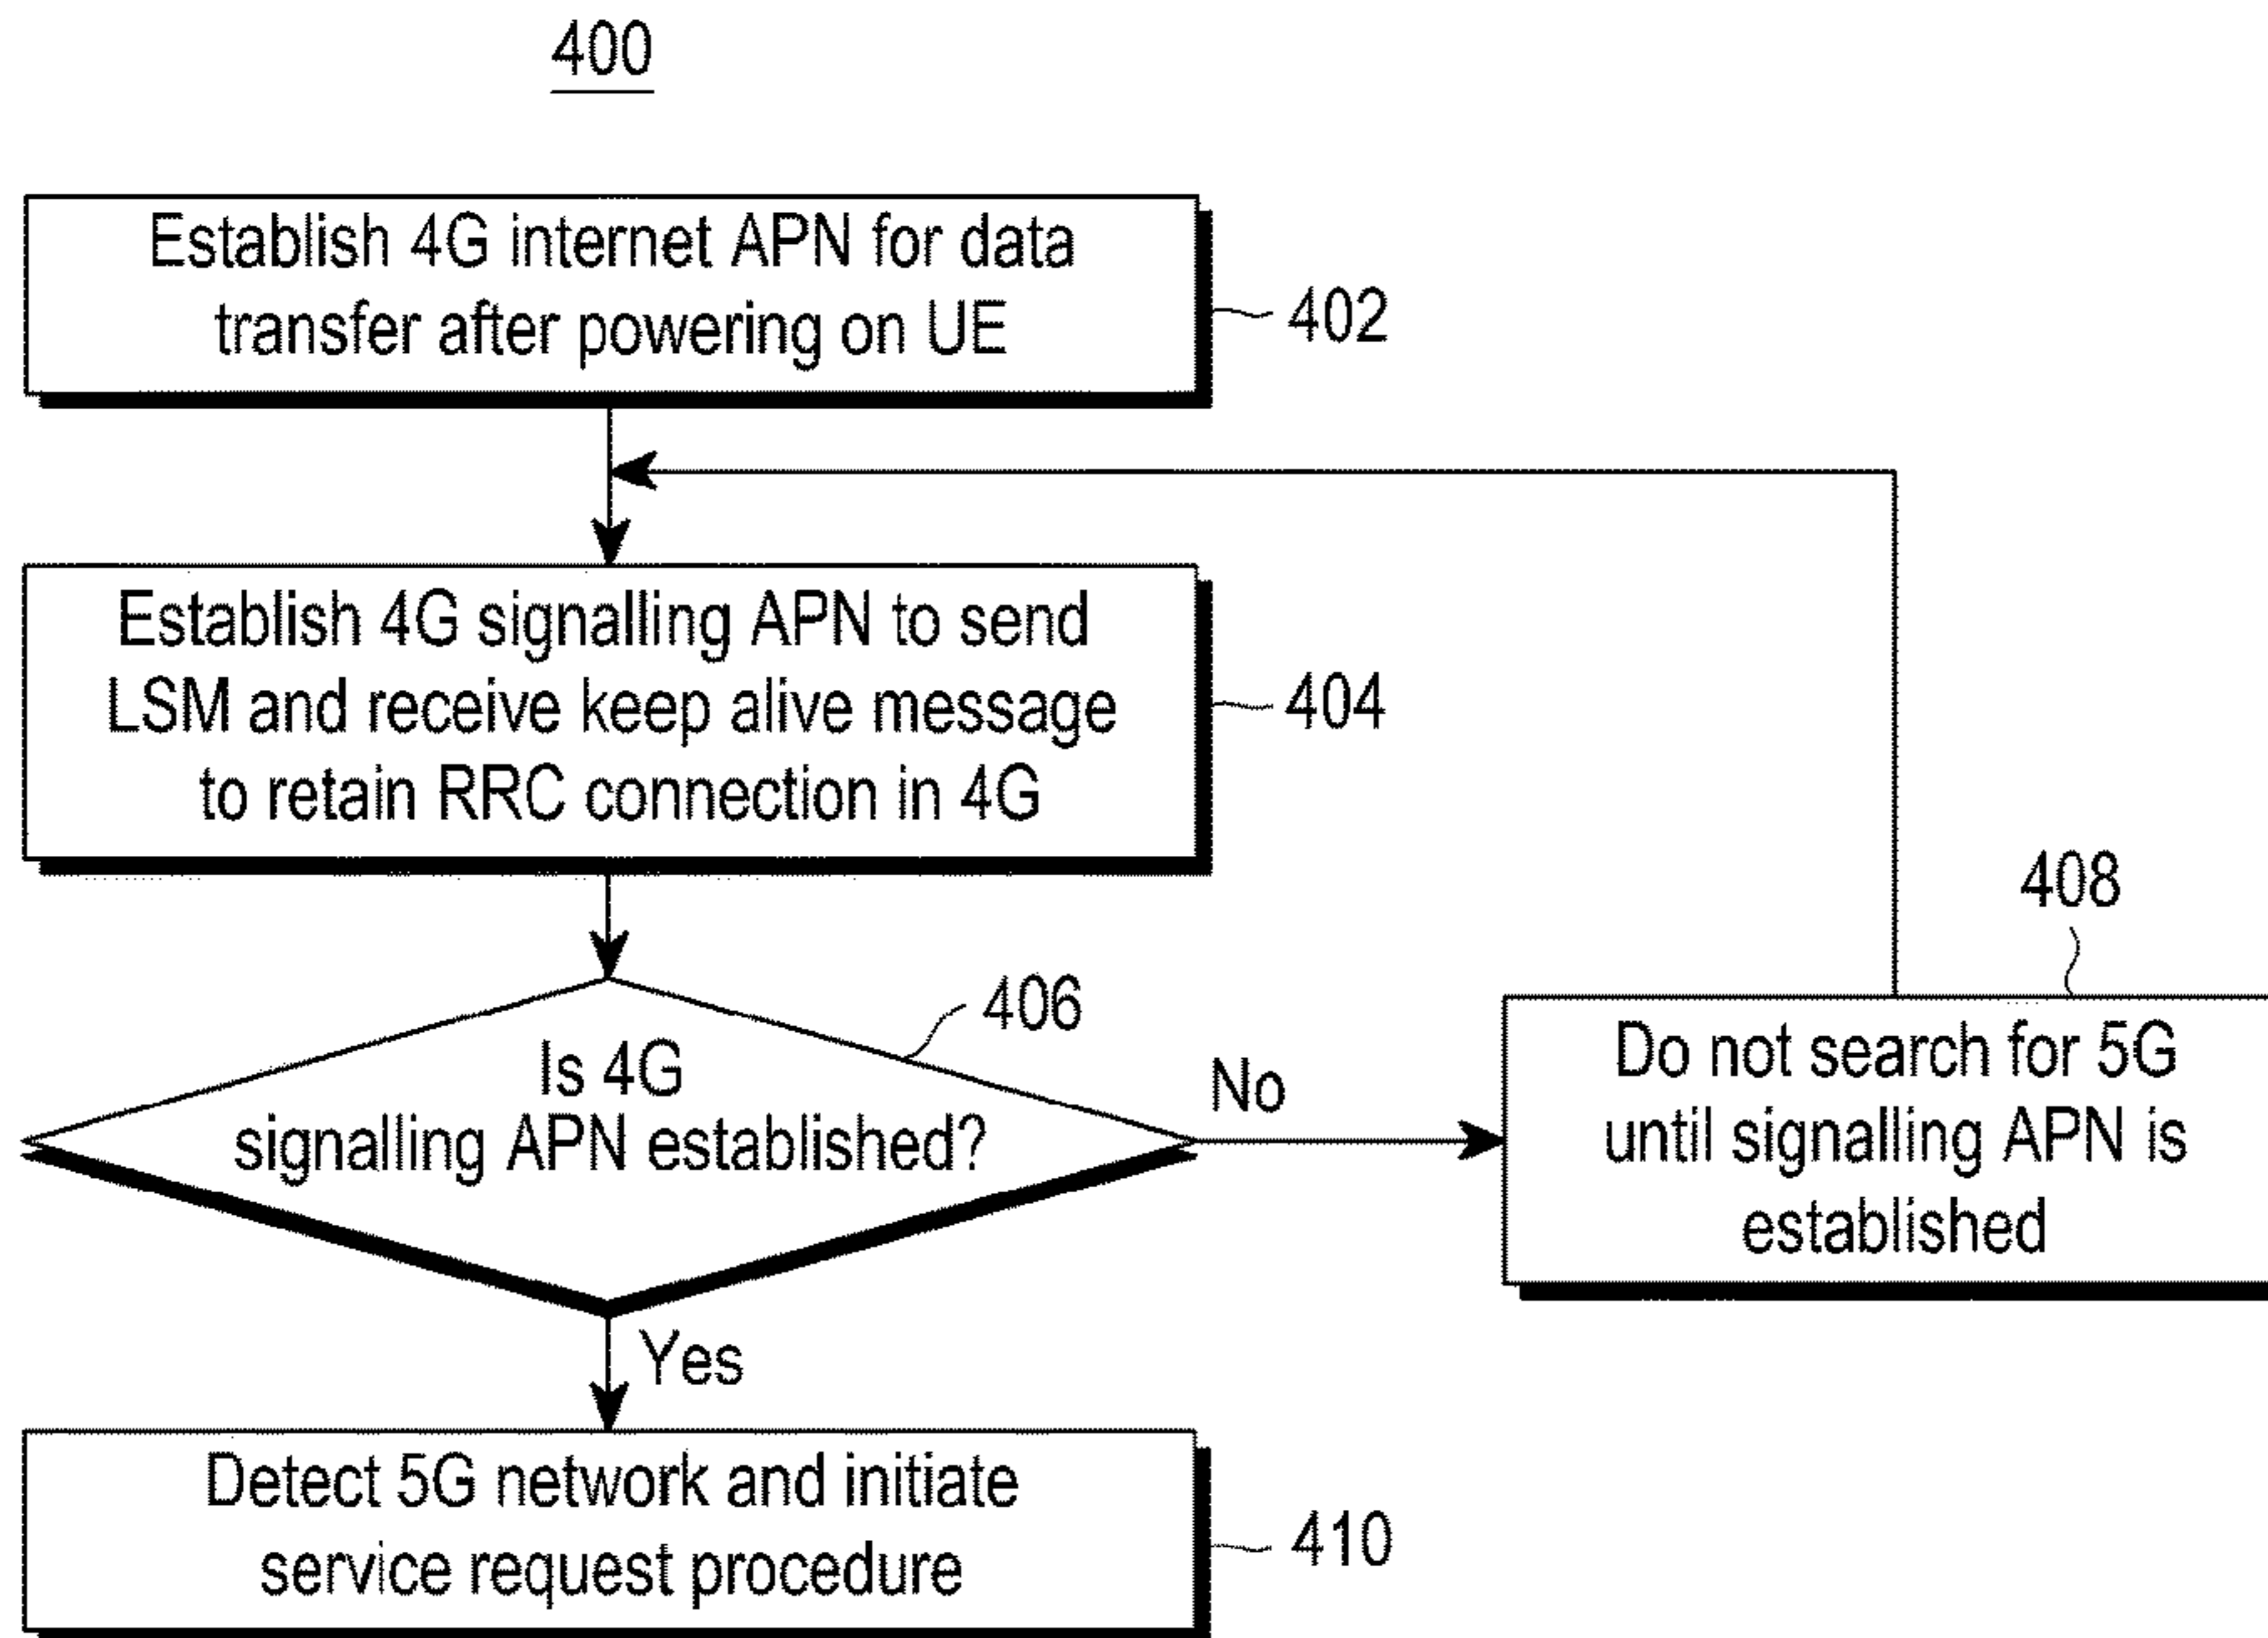 400
Establish 4G internet APN for data
transfer after powering on UE
402
Establish 4G signalling APN to send
LSM and receive keep alive message
to retain RRC connection in 4G
404
406
Is 4G
signalling APN established?
No
408
Do not search for 5G
until signalling APN is
established
Yes
Detect 5G network and initiate
service request procedure
410